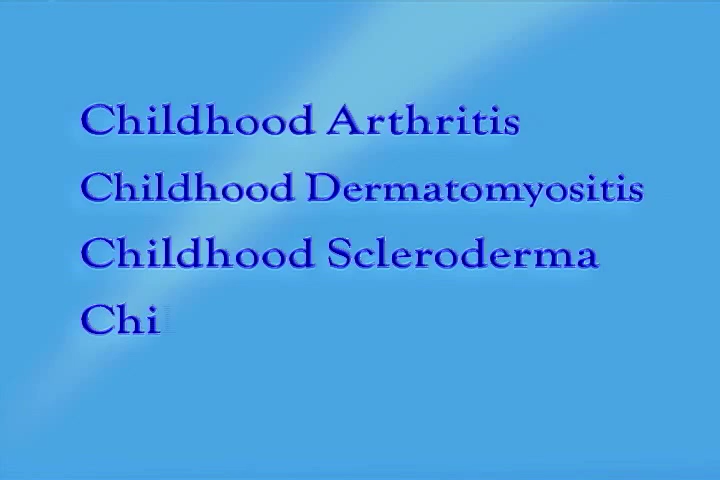 Childhood Arthritis
Childhood Dermatomyositis
Childhood Scleroderma
Chi